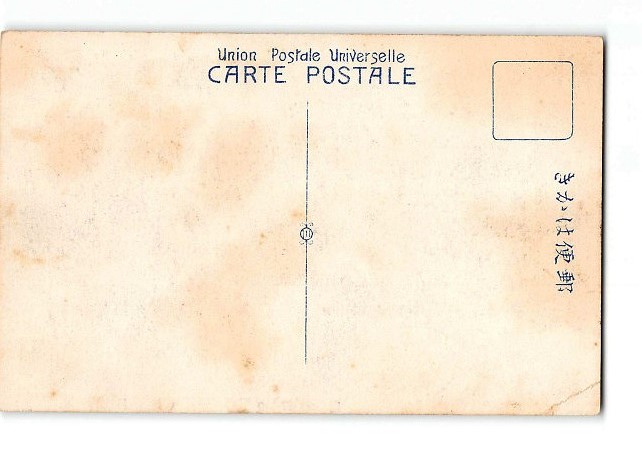 Union Postale Universelle
CARTE POSTALE
郵便はかき